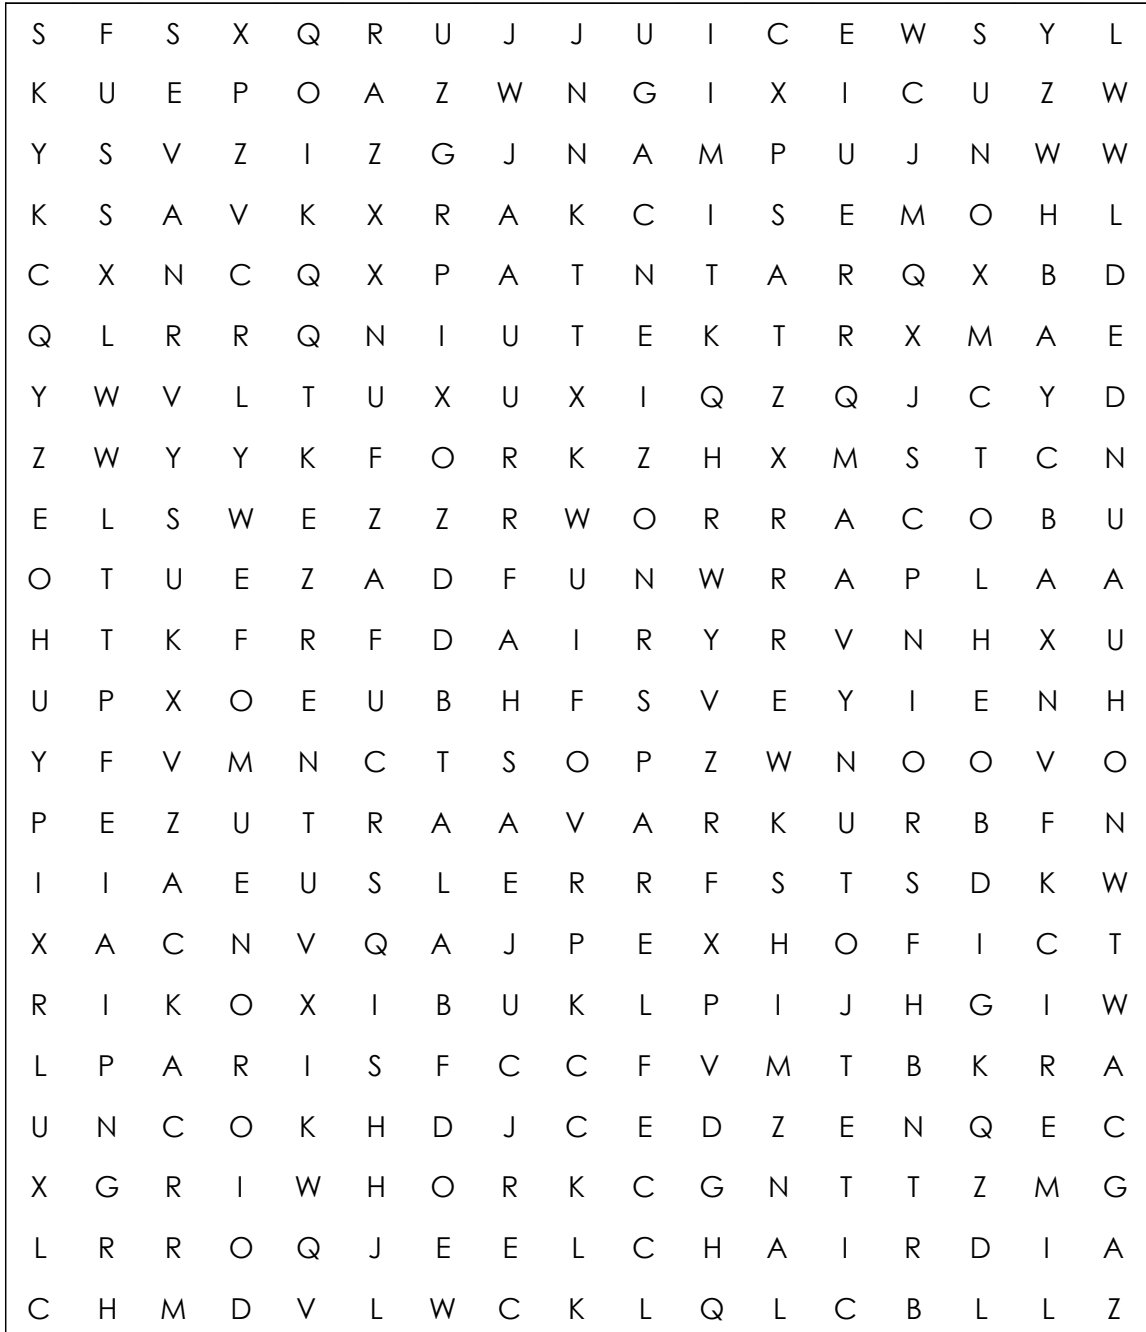 S F S X Q R U J J U I C E W S Y L
K U E P O A Z W N G I X I C U Z W
Y S V Z I Z G J N A M P U J N W W
K S A V K X R A K C I S E M O H L
C X N C Q X P A T N T A R Q X B D
Q L R R Q N I U T E K T R X M A E
Y W V L T U X U X I Q Z Q J C Y D
Z W Y Y K F O R K Z H X M S T C N
E L S W E Z Z R W O R R A C O B U
O T U E Z A D F U N W R A P L A A
H T K F R F D A I R Y R V N H X U
U P X O E U B H F S V E Y I E N H
Y F V M N C T S O P Z W N O O V O
P E Z U T R A A V A R K U R B F N
I I A E U S L E R R F S T S D K W
X A C N V Q A J P E X H O F I C T
R I K O X I B U K L P I J H G I W
L P A R I S F C C F V M T B K R A
U N C O K H D J C E D Z E N Q E C
X G R I W H O R K C G N T T Z M G
L R R O Q J E E L C H A I R D I A
C H M D V L W C K L Q L C B L L Z